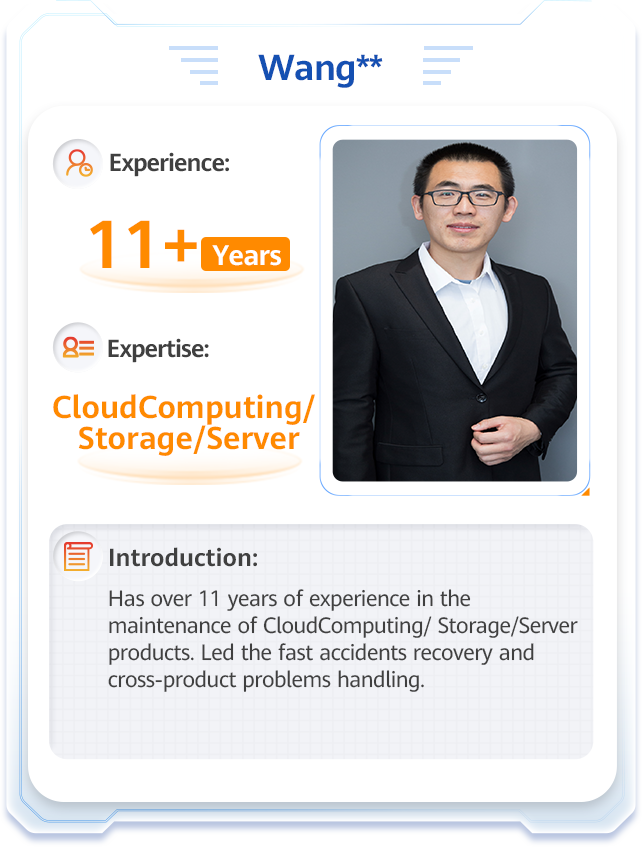 Wang**
Experience:
11+ Years
Expertise:
CloudComputing/
Storage/Server
Introduction:
Has over 11 years of experience in the
maintenance of CloudComputing/ Storage/Server
products. Led the fast accidents recovery and
cross-product problems handling.